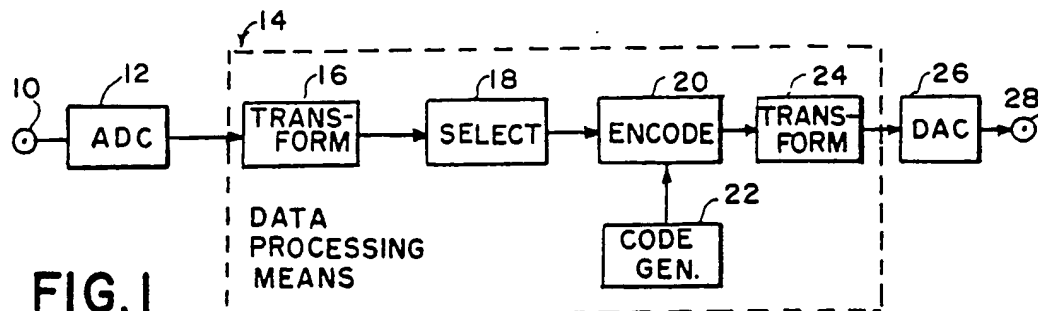 14
10
12
16
18
20
24
26
28
ADC
TRANS-
FORM
SELECT
ENCODE
TRANS-
FORM
DAC
22
DATA
PROCESSING
MEANS
CODE
GEN.
FIG.1